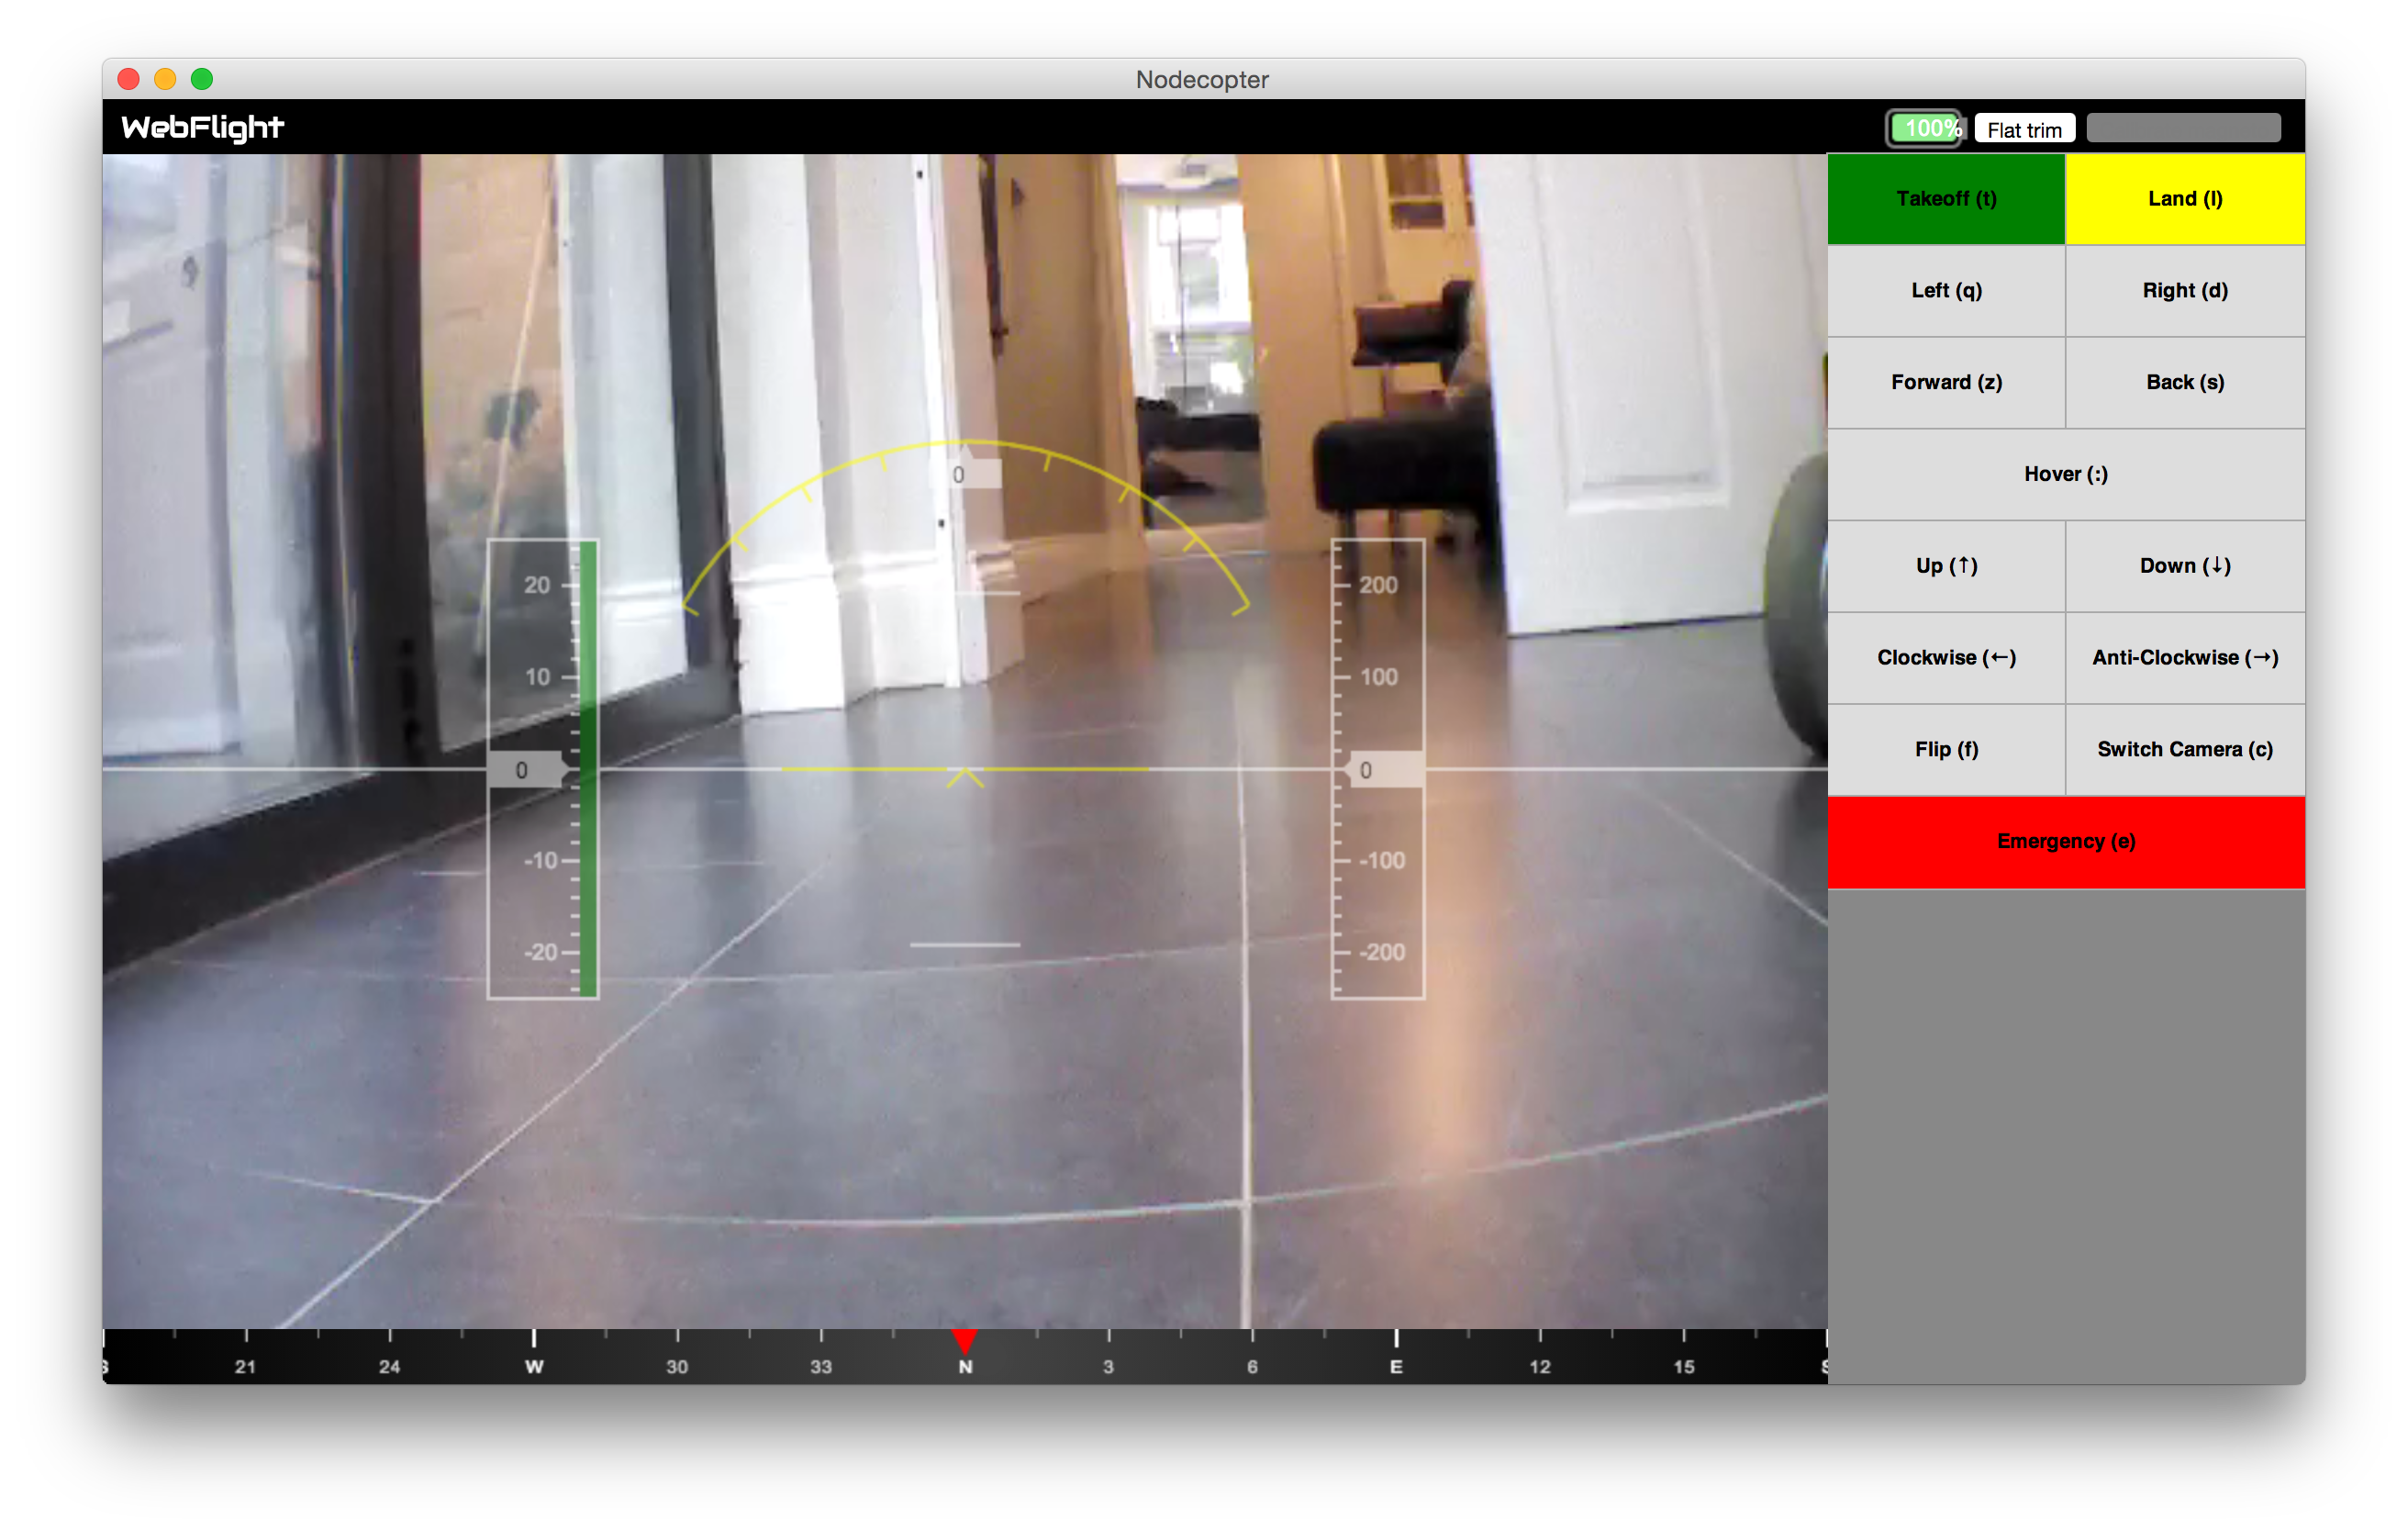 Nodecopter
WebFlight
100%
Flat trim
Takeoff (t)
Land (l)
Left (q)
Right (d)
Forward (z)
Back (s)
Hover (:)
Up (↑)
Down (↓)
Clockwise (←)
Anti-Clockwise (→)
Flip (f)
Switch Camera (c)
Emergency (e)
0
20
10
0
-10
-20
200
100
0
-100
-200
S 21 24 W 30 33 N 3 6 E 12 15 S